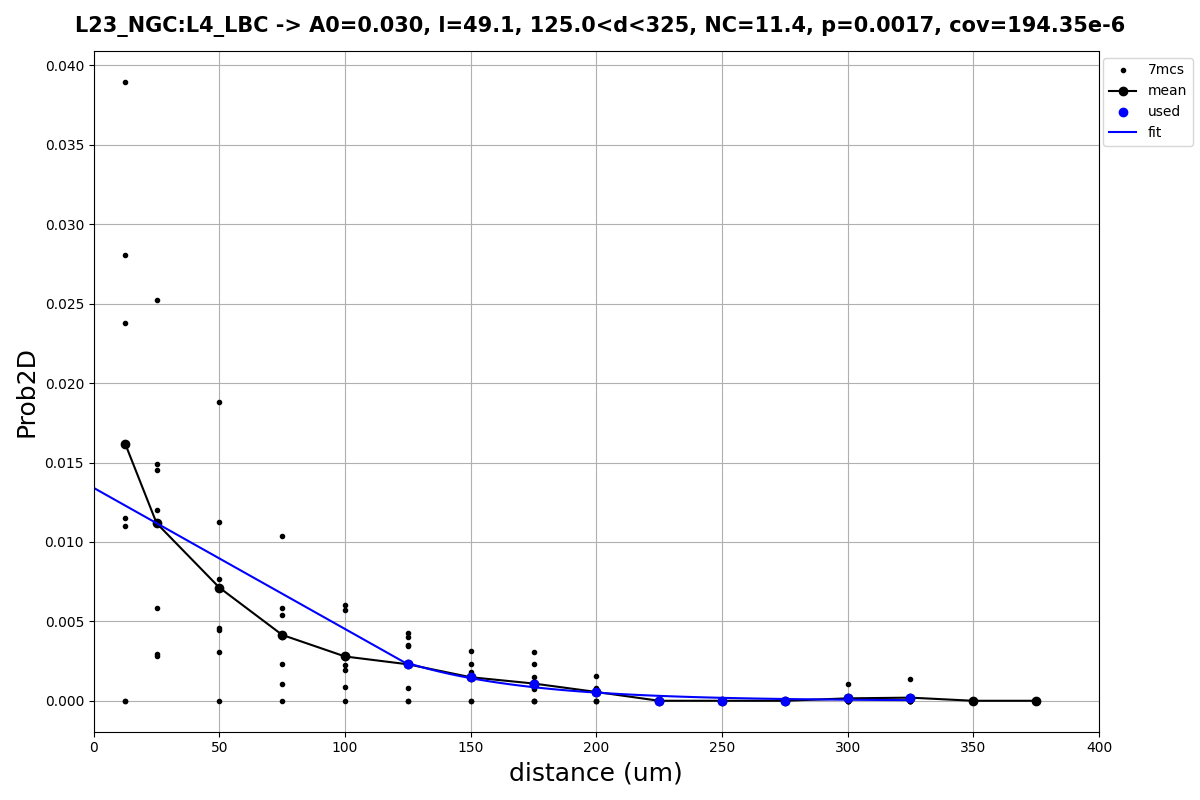 L23_NGC:L4_LBC -> A0=0.030, l=49.1, 125.0<d<325, NC=11.4, p=0.0017, cov=194.35e-6
7mcs
mean
used
fit
Prob2D
0.040
0.035
0.030
0.025
0.020
0.015
0.010
0.005
0.000
0 50 100 150 200 250 300 350 400
distance (um)